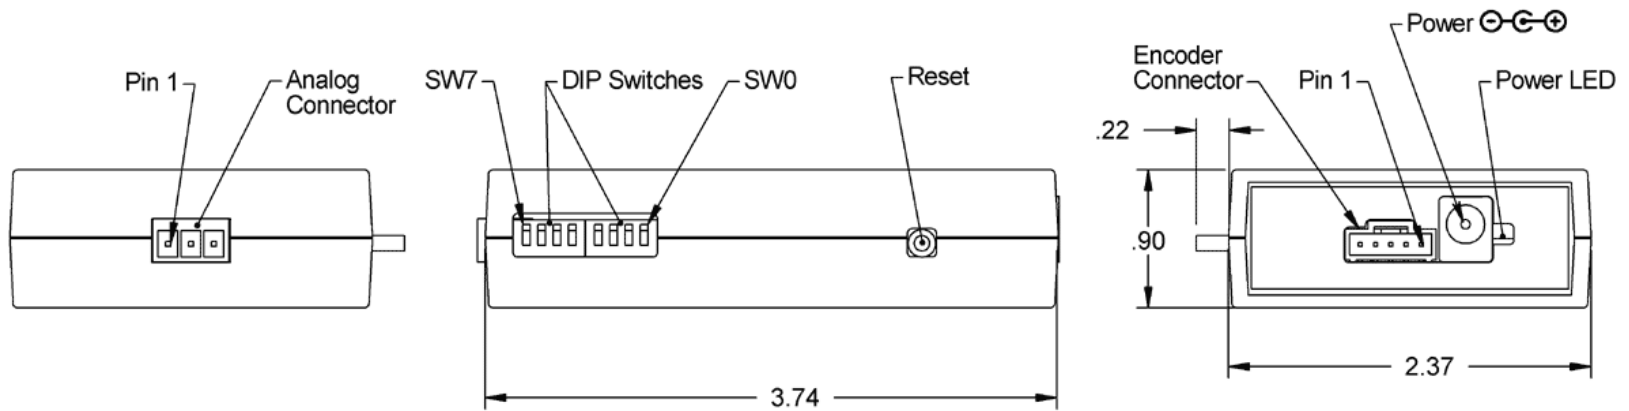 Pin 1
Analog
Connector
SW7
DIP Switches
SW0
Reset
Power
Encoder
Connector
Pin 1
Power LED
.22
.90
2.37
3.74